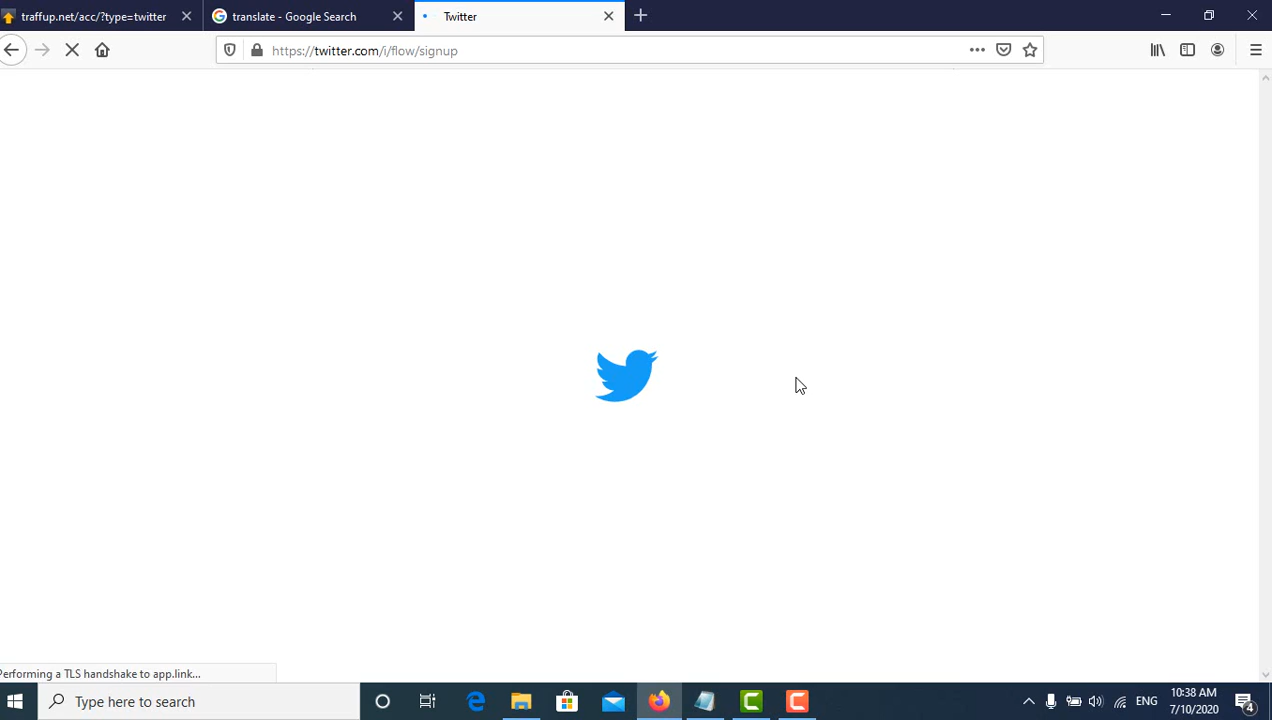 traffup.net/acc/?type=twitter
translate - Google Search
Twitter
https://twitter.com/i/flow/signup
Performing a TLS handshake to app.link...
Type here to search
ENG
10:38 AM
7/10/2020
4